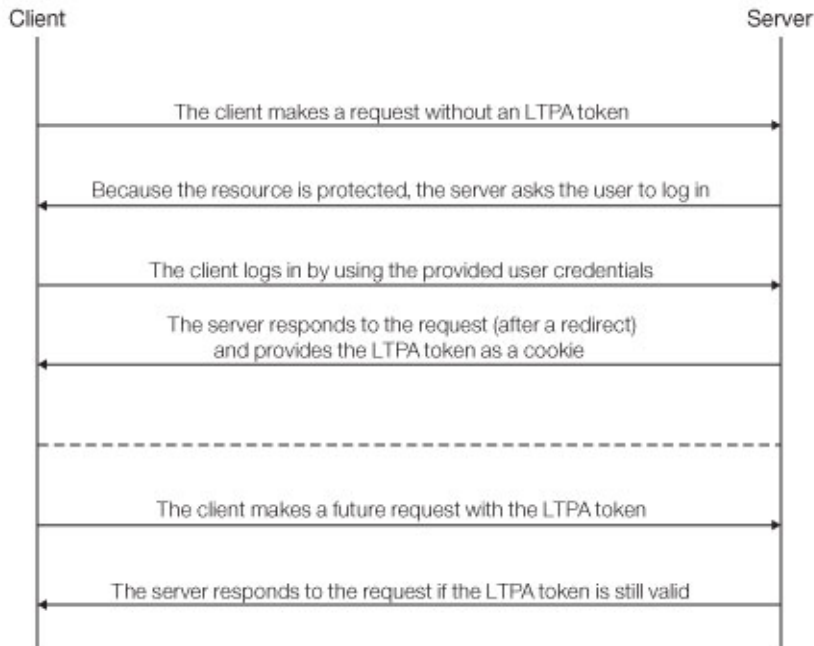 Client
Server
The client makes a request without an LTPA token
Because the resource is protected, the server asks the user to log in
The client logs in by using the provided user credentials
The server responds to the request (after a redirect)
and provides the LTPA token as a cookie
The client makes a future request with the LTPA token
The server responds to the request if the LTPA token is still valid